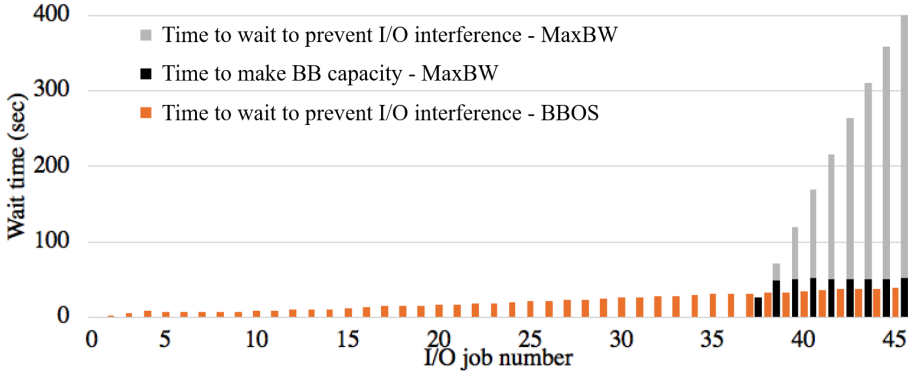 400
Time to wait to prevent I/O interference - MaxBW
Time to make BB capacity - MaxBW
300
Time to wait to prevent I/O interference - BBOS
Wait time (sec)
200
100
0
0 5 10 15 20 25 30 35 40 45
I/O job number